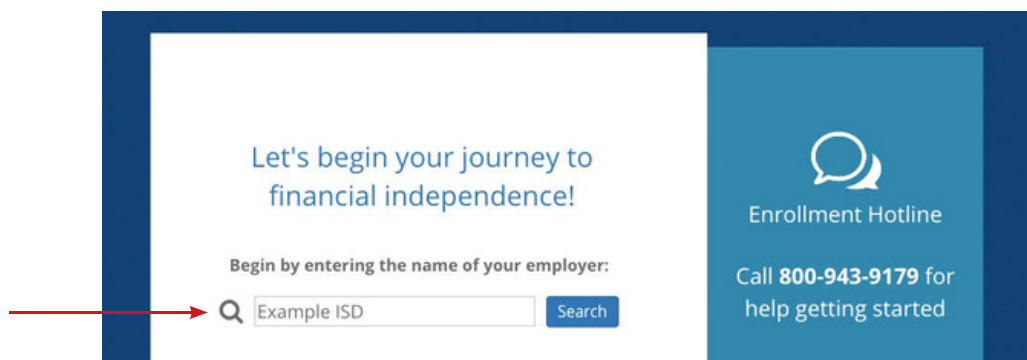 Let's begin your journey to
financial independence!
Begin by entering the name of your employer:
Example ISD
Search
Enrollment Hotline
Call 800-943-9179 for
help getting started